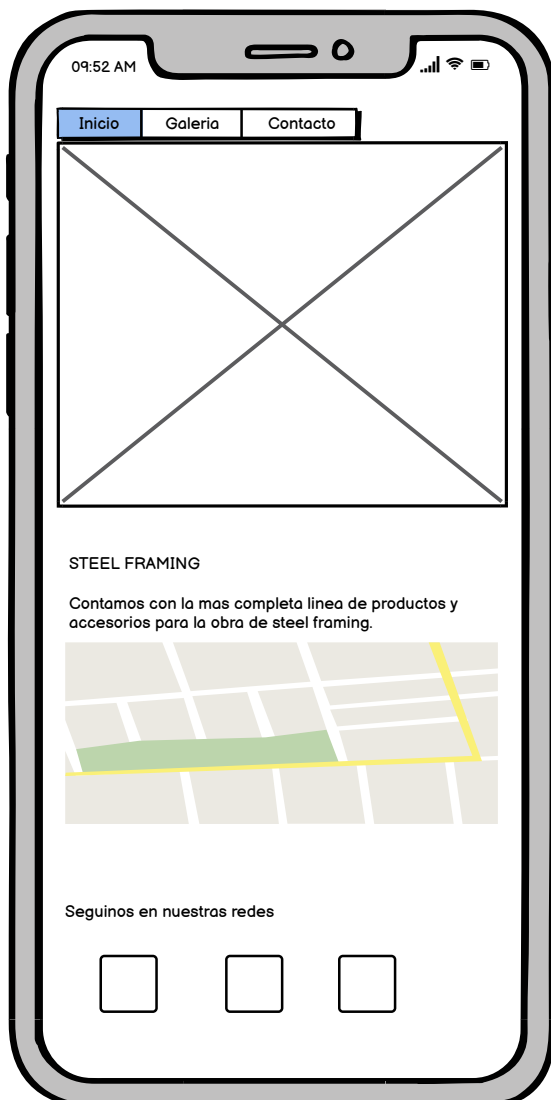 09:52 AM
Inicio Galeria Contacto
STEEL FRAMING
Contamos con la mas completa linea de productos y
accesorios para la obra de steel framing.
Seguinos en nuestras redes